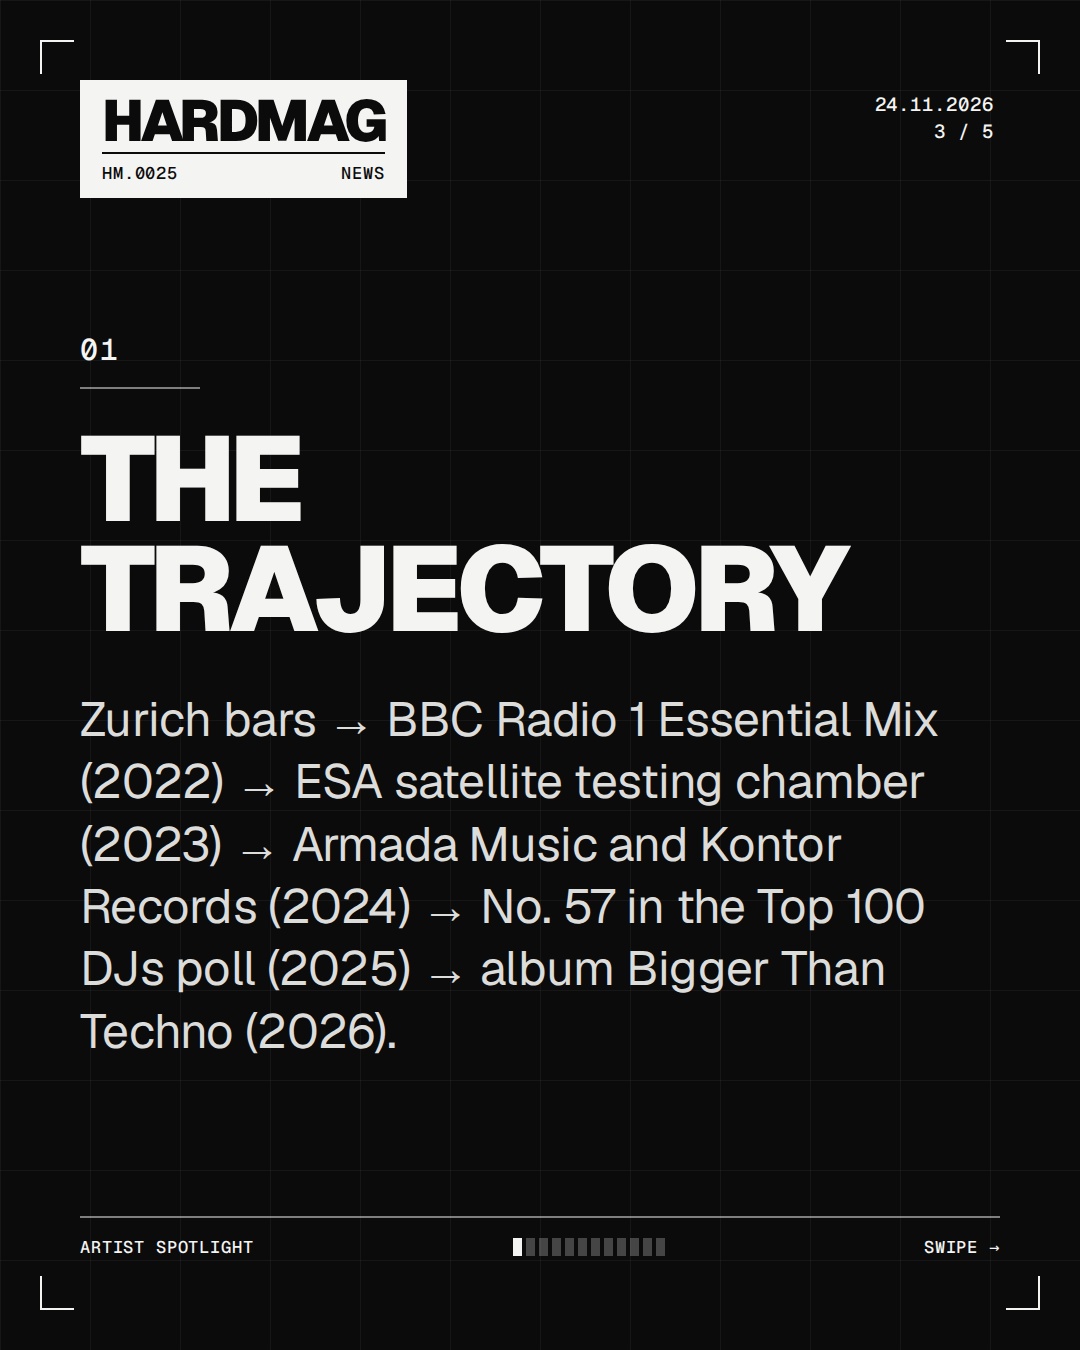 HARDMAG
HM.0025 NEWS
24.11.2026
3 / 5
01
THE
TRAJECTORY
Zurich bars → BBC Radio 1 Essential Mix
(2022) → ESA satellite testing chamber
(2023) → Armada Music and Kontor
Records (2024) → No. 57 in the Top 100
DJs poll (2025) → album Bigger Than
Techno (2026).
ARTIST SPOTLIGHT
SWIPE →